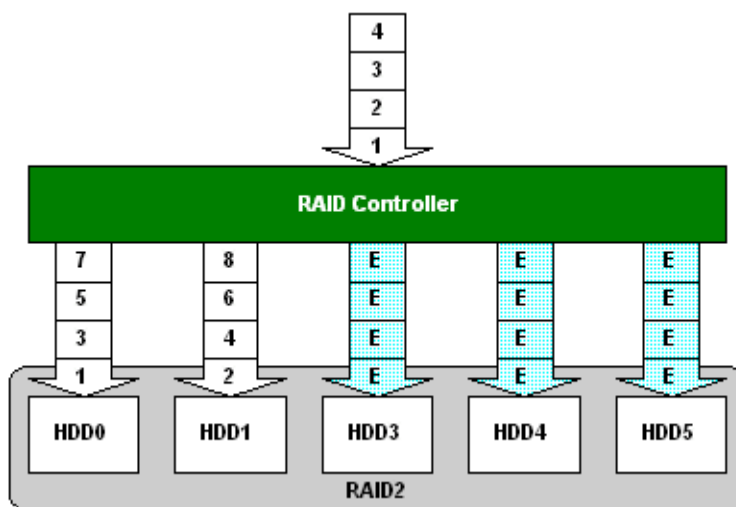 4
3
2
1
RAID Controller
7 8 E E E
5 6 E E E
3 4 E E E
1 2 E E E
HDD0 HDD1 HDD3 HDD4 HDD5
RAID2